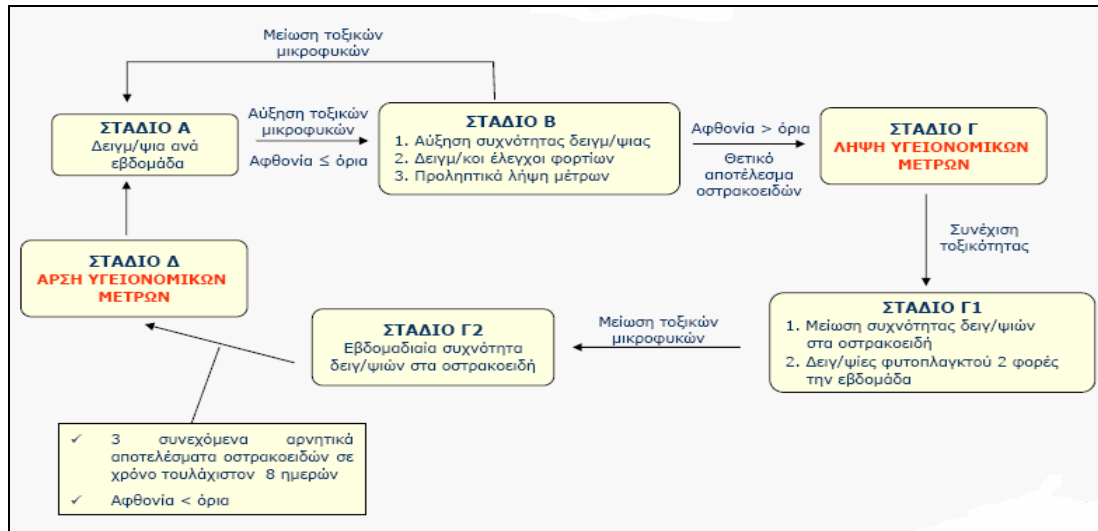 Μείωση τοξικών
μικροφυκών
ΣΤΑΔΙΟ Α
Δειγμ/ψια ανά
εβδομάδα
Αύξηση τοξικών
μικροφυκών
Αφθονία ≤ όρια
ΣΤΑΔΙΟ Β
1. Αύξηση συχνότητας δειγμ/ψιας
2. Δειγμ/κοι έλεγχοι φορτίων
3. Προληπτικά λήψη μέτρων
Αφθονία > όρια
Θετικό
αποτέλεσμα
οστρακοειδών
ΣΤΑΔΙΟ Γ
ΛΗΨΗ ΥΓΕΙΟΝΟΜΙΚΩΝ
ΜΕΤΡΩΝ
Συνέχιση
τοξικότητας
ΣΤΑΔΙΟ Γ1
1. Μείωση συχνότητας δειγ/ψιών
στα οστρακοειδή
2. Δειγ/ψίες φυτοπλαγκτού 2 φορές
την εβδομάδα
Μείωση τοξικών
μικροφυκών
ΣΤΑΔΙΟ Γ2
Εβδομαδιαία συχνότητα
δειγ/ψιών στα οστρακοειδή
ΣΤΑΔΙΟ Δ
ΑΡΣΗ ΥΓΕΙΟΝΟΜΙΚΩΝ
ΜΕΤΡΩΝ
✓ 3 συνεχόμενα αρνητικά
αποτελέσματα οστρακοειδών σε
χρόνο τουλάχιστον 8 ημερών
✓ Αφθονία < όρια